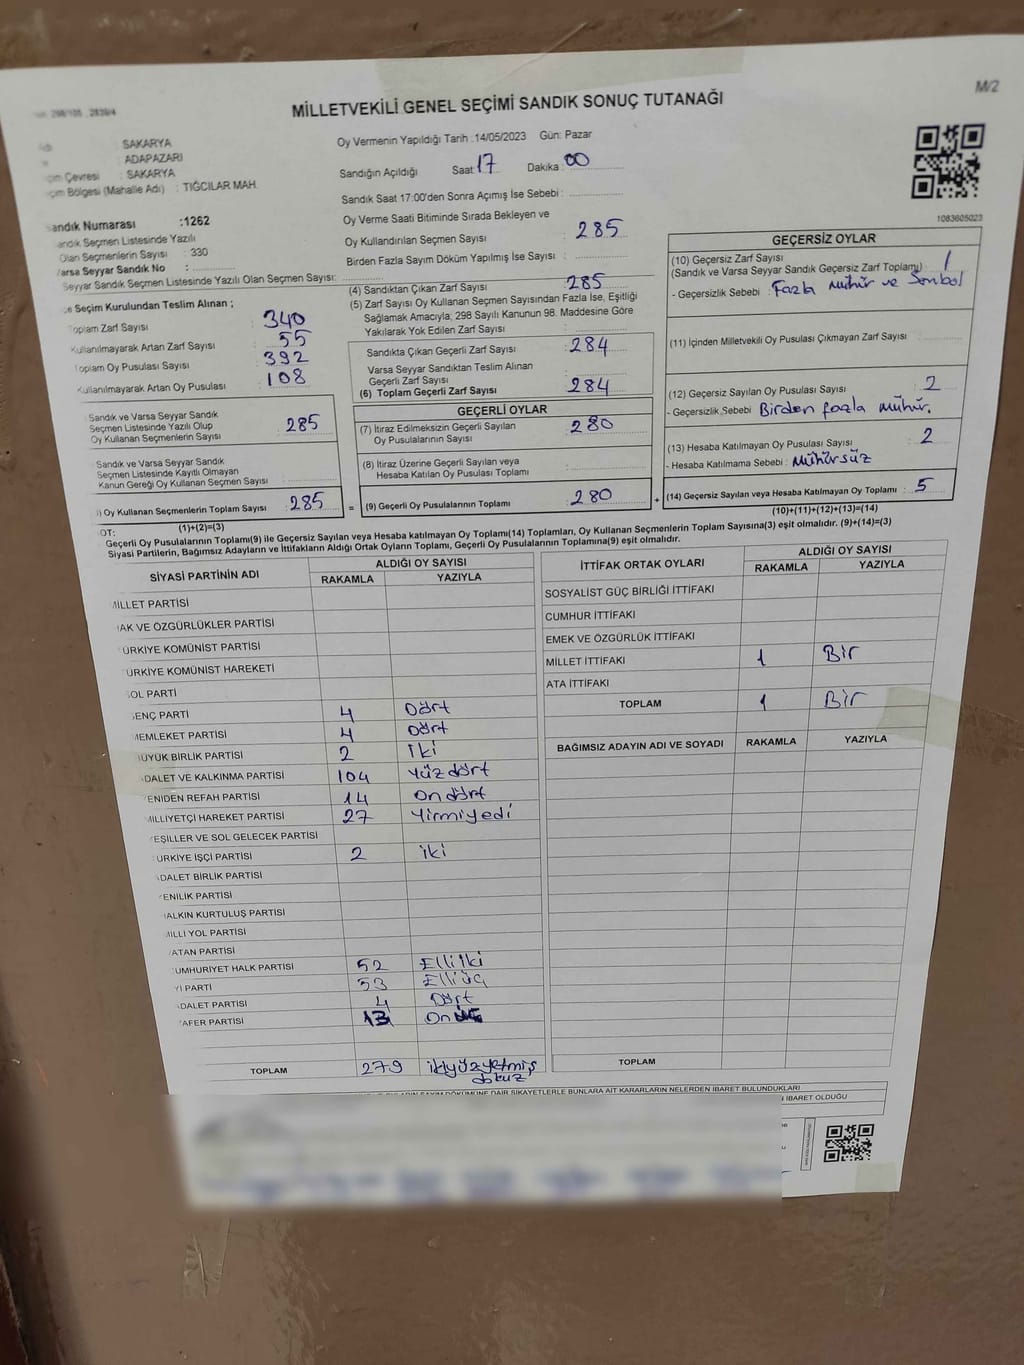 298/105 2839/4
M/2
MİLLETVEKİLİ GENEL SEÇİMİ SANDIK SONUÇ TUTANAĞI
: SAKARYA
: ADAPAZARI
Çevresi : SAKARYA
Bölgesi (Mahalle Adı) : TIĞCILAR MAH.
Oy Vermenin Yapıldığı Tarih : 14/05/2023 Gün: Pazar
Sandığın Açıldığı Saat 17 Dakika : 00
Sandık Saat 17:00'den Sonra Açımış İse Sebebi :
Oy Verme Saati Bitiminde Sırada Bekleyen ve
Oy Kullandırılan Seçmen Sayısı : 285
Birden Fazla Sayım Döküm Yapılmış İse Sayısı :
1083605023
andık Numarası :1262
andık Seçmen Listesinde Yazılı
Olan Seçmenlerin Sayısı : 330
Varsa Seyyar Sandık No :
Seyyar Sandık Seçmen Listesinde Yazılı Olan Seçmen Sayısı:
e Seçim Kurulundan Teslim Alınan ;
oplam Zarf Sayısı : 340
Kullanılmayarak Artan Zarf Sayısı : 55
oplam Oy Pusulası Sayısı : 392
Kullanılmayarak Artan Oy Pusulası : 108
Sandık ve Varsa Seyyar Sandık
Seçmen Listesinde Yazılı Olup
Oy Kullanan Seçmenlerin Sayısı : 285
Sandık ve Varsa Seyyar Sandık
Seçmen Listesinde Kayıtlı Olmayan
Kanun Gereği Oy Kullanan Seçmen Sayısı :
) Oy Kullanan Seçmenlerin Toplam Sayısı : 285
(1)+(2)=(3)
(4) Sandıktan Çıkan Zarf Sayısı : 285
(5) Zarf Sayısı Oy Kullanan Seçmen Sayısından Fazla İse, Eşitliği
Sağlamak Amacıyla; 298 Sayılı Kanunun 98. Maddesine Göre
Yakılarak Yok Edilen Zarf Sayısı :
Sandıkta Çıkan Geçerli Zarf Sayısı : 284
Varsa Seyyar Sandıktan Teslim Alınan
Geçerli Zarf Sayısı :
(6) Toplam Geçerli Zarf Sayısı : 284
GEÇERLİ OYLAR
(7) İtiraz Edilmeksizin Geçerli Sayılan
Oy Pusulalarının Sayısı : 280
(8) İtiraz Üzerine Geçerli Sayılan veya
Hesaba Katılan Oy Pusulası Toplamı :
= (9) Geçerli Oy Pusulalarının Toplamı : 280 +
GEÇERSİZ OYLAR
(10) Geçersiz Zarf Sayısı
(Sandık ve Varsa Seyyar Sandık Geçersiz Zarf Toplamı) : 1
- Geçersizlik Sebebi : Fazla mühür ve Sembol
(11) İçinden Milletvekili Oy Pusulası Çıkmayan Zarf Sayısı :
(12) Geçersiz Sayılan Oy Pusulası Sayısı : 2
- Geçersizlik Sebebi : Birden fazla mühür.
(13) Hesaba Katılmayan Oy Pusulası Sayısı : 2
- Hesaba Katılmama Sebebi : Mühürsüz
(14) Geçersiz Sayılan veya Hesaba Katılmayan Oy Toplamı : 5
(10)+(11)+(12)+(13)=(14)
OT:
Geçerli Oy Pusulasının Toplamı(9) ile Geçersiz Sayılan veya Hesaba katılmayan Oy Toplamı(14) Toplamları, Oy Kullanan Seçmenlerin Toplam Sayısına(3) eşit olmalıdır. (9)+(14)=(3)
Siyasi Partilerin, Bağımsız Adayların ve İttifakların Aldığı Ortak Oyların Toplamı, Geçerli Oy Pusulalarının Toplamına(9) eşit olmalıdır.
SİYASİ PARTİNİN ADI ALDIĞI OY SAYISI
RAKAMLA YAZIYLA
MİLLET PARTİSİ
HAK VE ÖZGÜRLÜKLER PARTİSİ
ÜRKİYE KOMÜNİST PARTİSİ
ÜRKİYE KOMÜNİST HAREKETİ
SOL PARTİ
GENÇ PARTİ 4 Dört
MEMLEKET PARTİSİ 4 Dört
BÜYÜK BİRLİK PARTİSİ 2 İki
ADALET VE KALKINMA PARTİSİ 104 Yüz dört
YENİDEN REFAH PARTİSİ 14 On dört
MİLLİYETÇİ HAREKET PARTİSİ 27 Yirmiyedi
YEŞİLLER VE SOL GELECEK PARTİSİ
ÜRKİYE İŞÇİ PARTİSİ 2 iki
ADALET BİRLİK PARTİSİ
YENİLİK PARTİSİ
HALKIN KURTULUŞ PARTİSİ
MİLLİ YOL PARTİSİ
VATAN PARTİSİ
CUMHURİYET HALK PARTİSİ 52 Elliiki
İYİ PARTİ 53 Elliüç
ADALET PARTİSİ 4 Dört
ZAFER PARTİSİ 13 Onüç
TOPLAM 279 ikiyüzyetmiş
dokuz
İTTİFAK ORTAK OYLARI ALDIĞI OY SAYISI
RAKAMLA YAZIYLA
SOSYALİST GÜÇ BİRLİĞİ İTTİFAKI
CUMHUR İTTİFAKI
EMEK VE ÖZGÜRLÜK İTTİFAKI
MİLLET İTTİFAKI 1 Bir
ATA İTTİFAKI
TOPLAM 1 Bir
BAĞIMSIZ ADAYIN ADI VE SOYADI RAKAMLA YAZIYLA
TOPLAM
SAYIM DÖKÜMÜNE DAİR ŞİKAYETLERLE BUNLARA AİT KARARLARIN NELERDEN İBARET BULUNDUKLARI
İBARET OLDUĞU